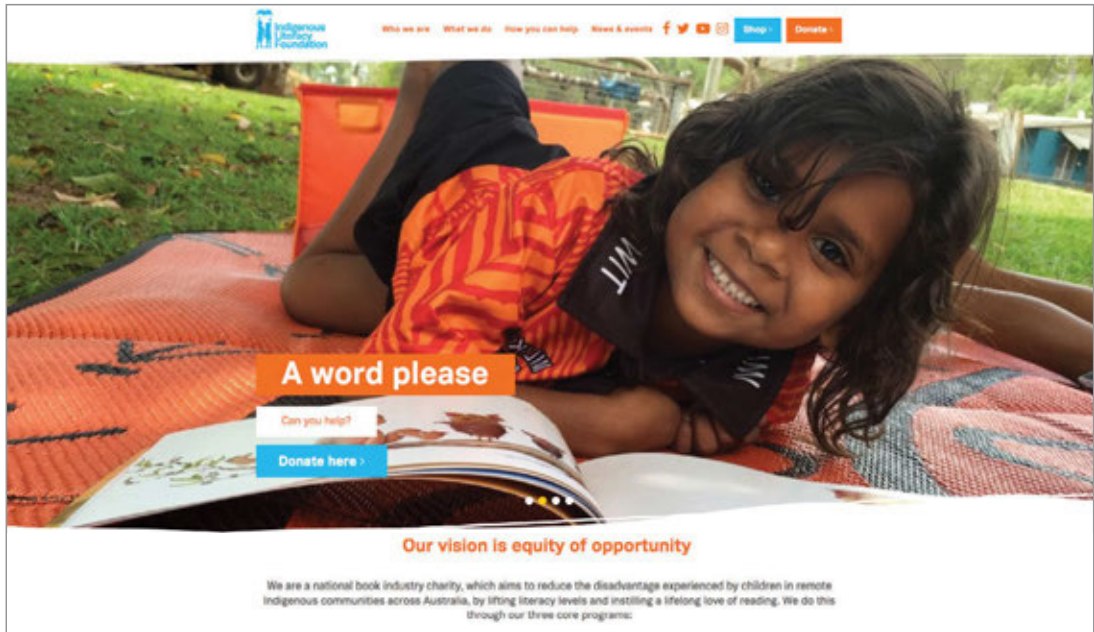 Indigenous
Literacy
Foundation
Who we are What we do How you can help News & events Shop › Donate ›
WIT
A word please
Can you help?
Donate here ›
Our vision is equity of opportunity
We are a national book industry charity, which aims to reduce the disadvantage experienced by children in remote
Indigenous communities across Australia, by lifting literacy levels and instilling a lifelong love of reading. We do this
through our three core programs: